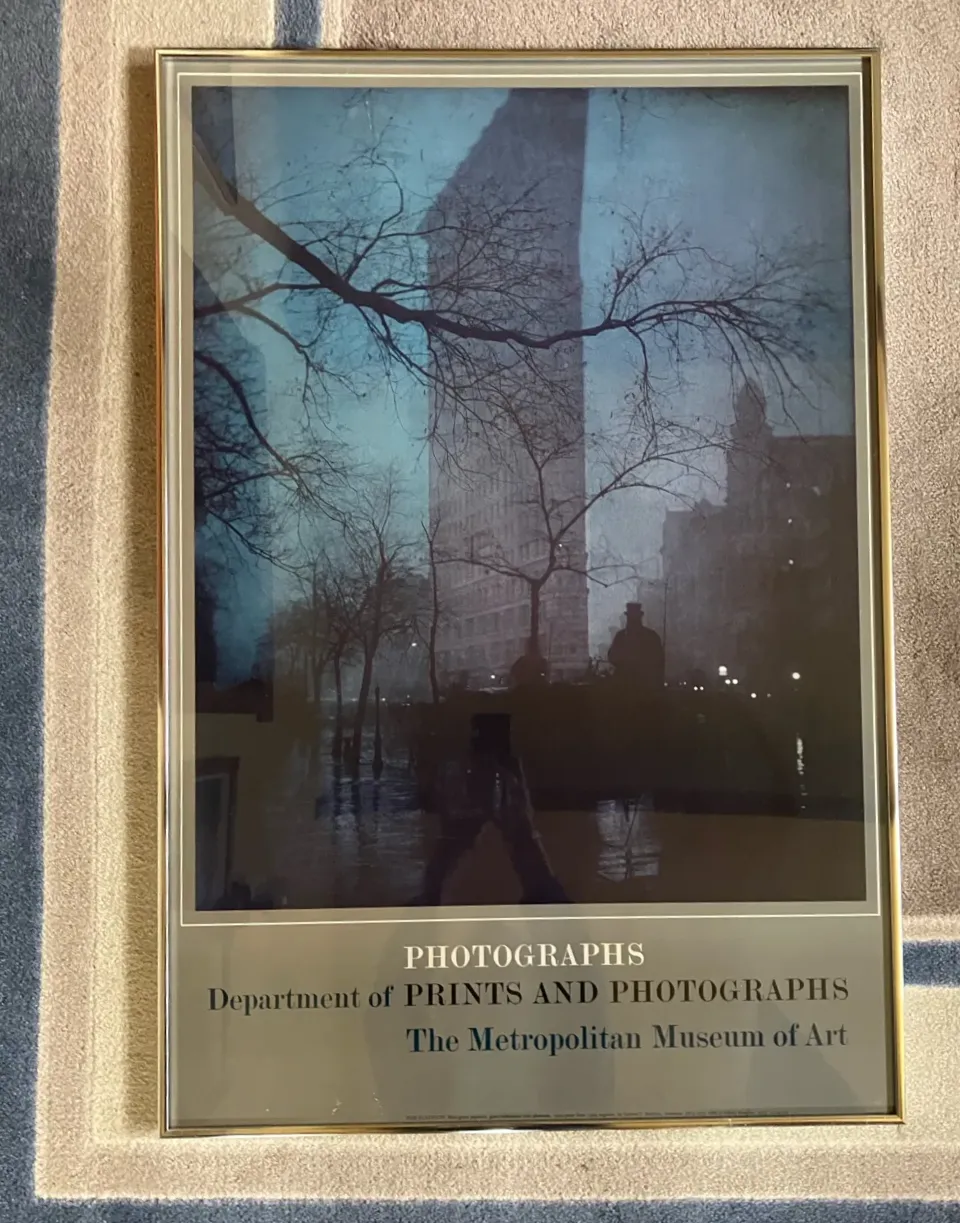 PHOTOGRAPHS
Department of PRINTS AND PHOTOGRAPHS
The Metropolitan Museum of Art